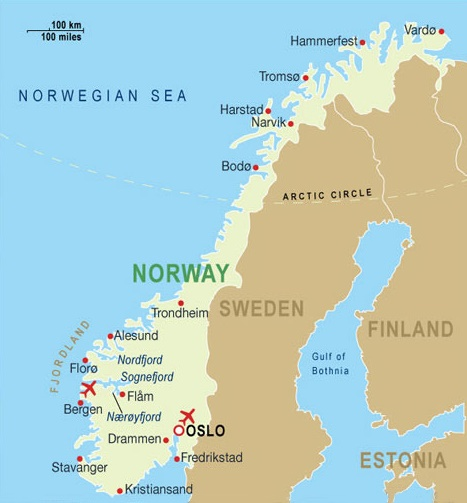 100 km
100 miles
Vardø
Hammerfest
Tromsø
NORWEGIAN SEA
Harstad
Narvik
Bodø
ARCTIC CIRCLE
NORWAY
SWEDEN
Trondheim
FINLAND
FJORDLAND
Alesund
Nordfjord
Florø
Sognefjord
Gulf of
Bothnia
Flåm
Bergen
Nærøyfjord
OSLO
Drammen
Fredrikstad
Stavanger
ESTONIA
Kristiansand